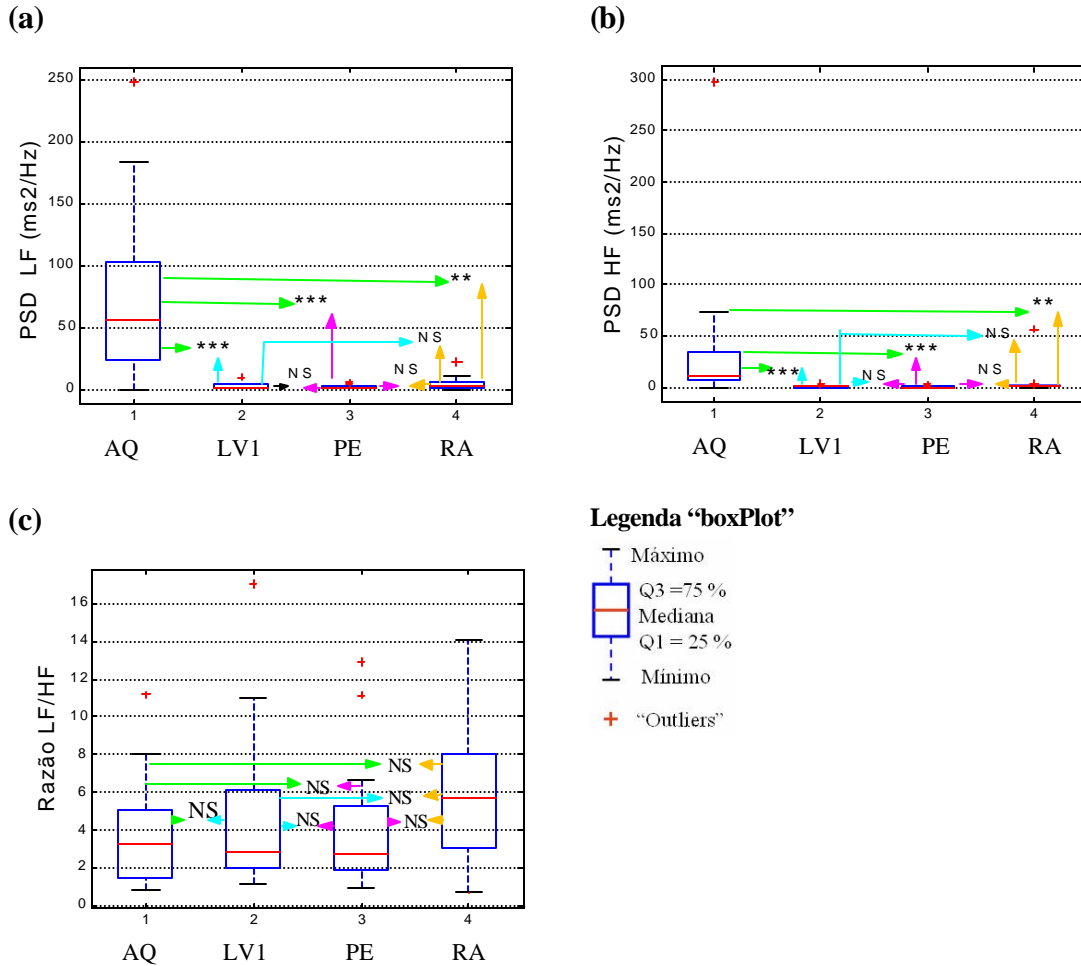 (a)
PSD LF (ms2/Hz)
250
200
150
100
50
0
**
***
***
NS
NS
NS
1 2 3 4
AQ LV1 PE RA
(b)
PSD HF (ms2/Hz)
300
250
200
150
100
50
0
**
***
***
NS
NS
NS
1 2 3 4
AQ LV1 PE RA
(c)
Razão LF/HF
16
14
12
10
8
6
4
2
0
NS
NS
NS
NS
NS
NS
1 2 3 4
AQ LV1 PE RA
Legenda “boxPlot”
Máximo
Q3 =75 %
Mediana
Q1 = 25 %
Mínimo
“Outliers”